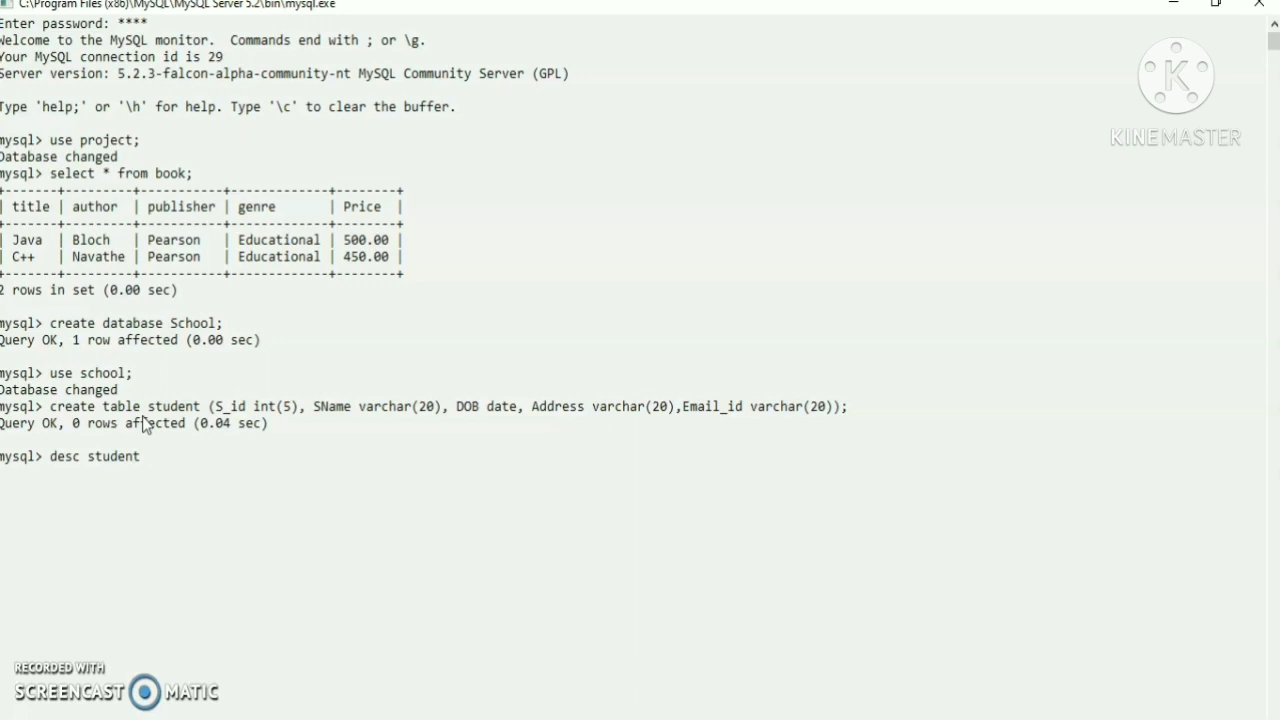 C:\Program Files (x86)\MySQL\MySQL Server 5.2\bin\mysql.exe
Enter password: ****
Welcome to the MySQL monitor.  Commands end with ; or \g.
Your MySQL connection id is 29
Server version: 5.2.3-falcon-alpha-community-nt MySQL Community Server (GPL)
Type 'help;' or '\h' for help. Type '\c' to clear the buffer.
mysql> use project;
Database changed
mysql> select * from book;
+-------+---------+-----------+-------------+--------+
| title | author  | publisher | genre       | Price  |
+-------+---------+-----------+-------------+--------+
| Java  | Bloch   | Pearson   | Educational | 500.00 |
| C++   | Navathe | Pearson   | Educational | 450.00 |
+-------+---------+-----------+-------------+--------+
2 rows in set (0.00 sec)
mysql> create database School;
Query OK, 1 row affected (0.00 sec)
mysql> use school;
Database changed
mysql> create table student (S_id int(5), SName varchar(20), DOB date, Address varchar(20),Email_id varchar(20));
Query OK, 0 rows affected (0.04 sec)
mysql> desc student
K
KINEMASTER
RECORDED WITH
SCREENCAST MATIC